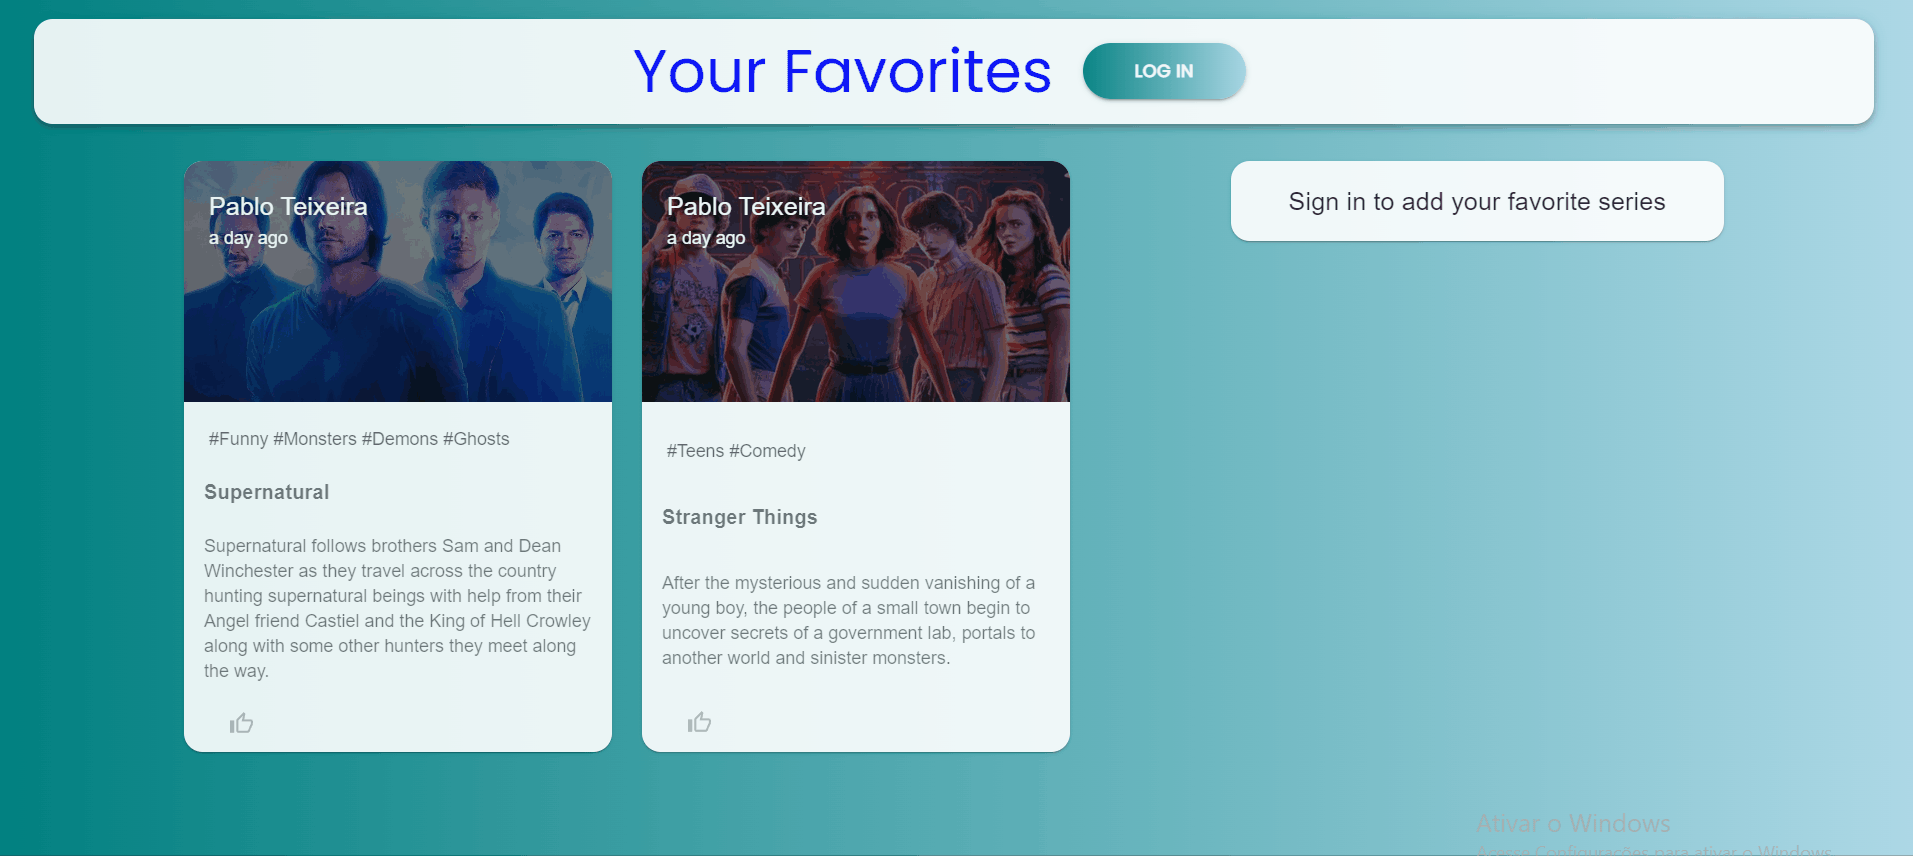 Your Favorites
LOG IN
Pablo Teixeira
a day ago
#Funny #Monsters #Demons #Ghosts
Supernatural
Supernatural follows brothers Sam and Dean
Winchester as they travel across the country
hunting supernatural beings with help from their
Angel friend Castiel and the King of Hell Crowley
along with some other hunters they meet along
the way.
Pablo Teixeira
a day ago
#Teens #Comedy
Stranger Things
After the mysterious and sudden vanishing of a
young boy, the people of a small town begin to
uncover secrets of a government lab, portals to
another world and sinister monsters.
Sign in to add your favorite series
Ativar o Windows
Acesse Configurações para ativar o Windows.